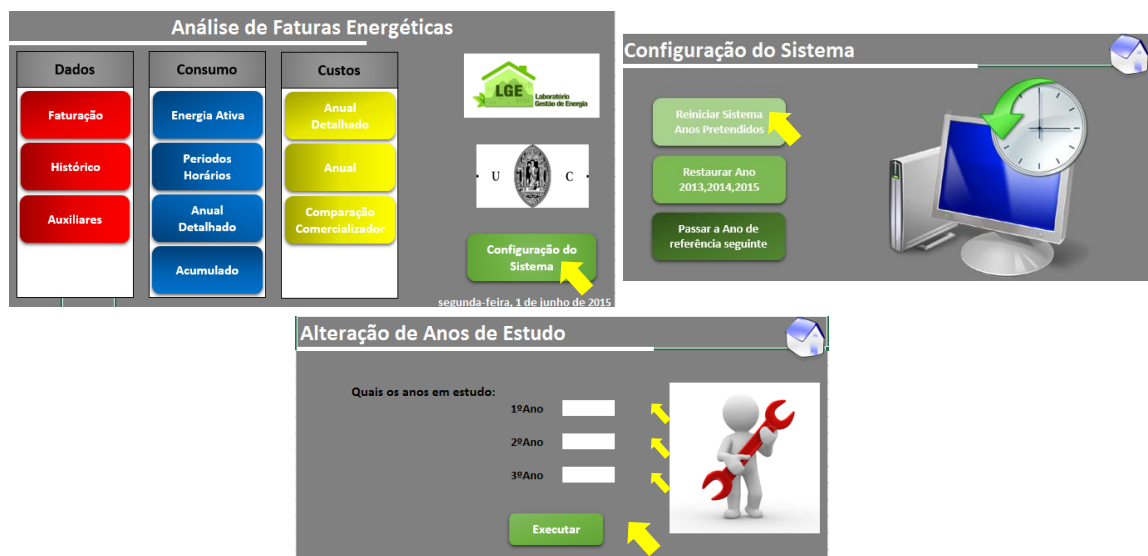 Análise de Faturas Energéticas
Dados
Faturação
Histórico
Auxiliares
Consumo
Energia Ativa
Periodos
Horários
Anual
Detalhado
Acumulado
Custos
Anual
Detalhado
Anual
Comparação
Comercializador
LGE
Laboratório
Gestão de Energia
· U C ·
Configuração do
Sistema
segunda-feira, 1 de junho de 2015
Configuração do Sistema
Reiniciar Sistema
Anos Pretendidos
Restaurar Ano
2013,2014,2015
Passar a Ano de
referência seguinte
Alteração de Anos de Estudo
Quais os anos em estudo:
1ºAno
2ºAno
3ºAno
Executar